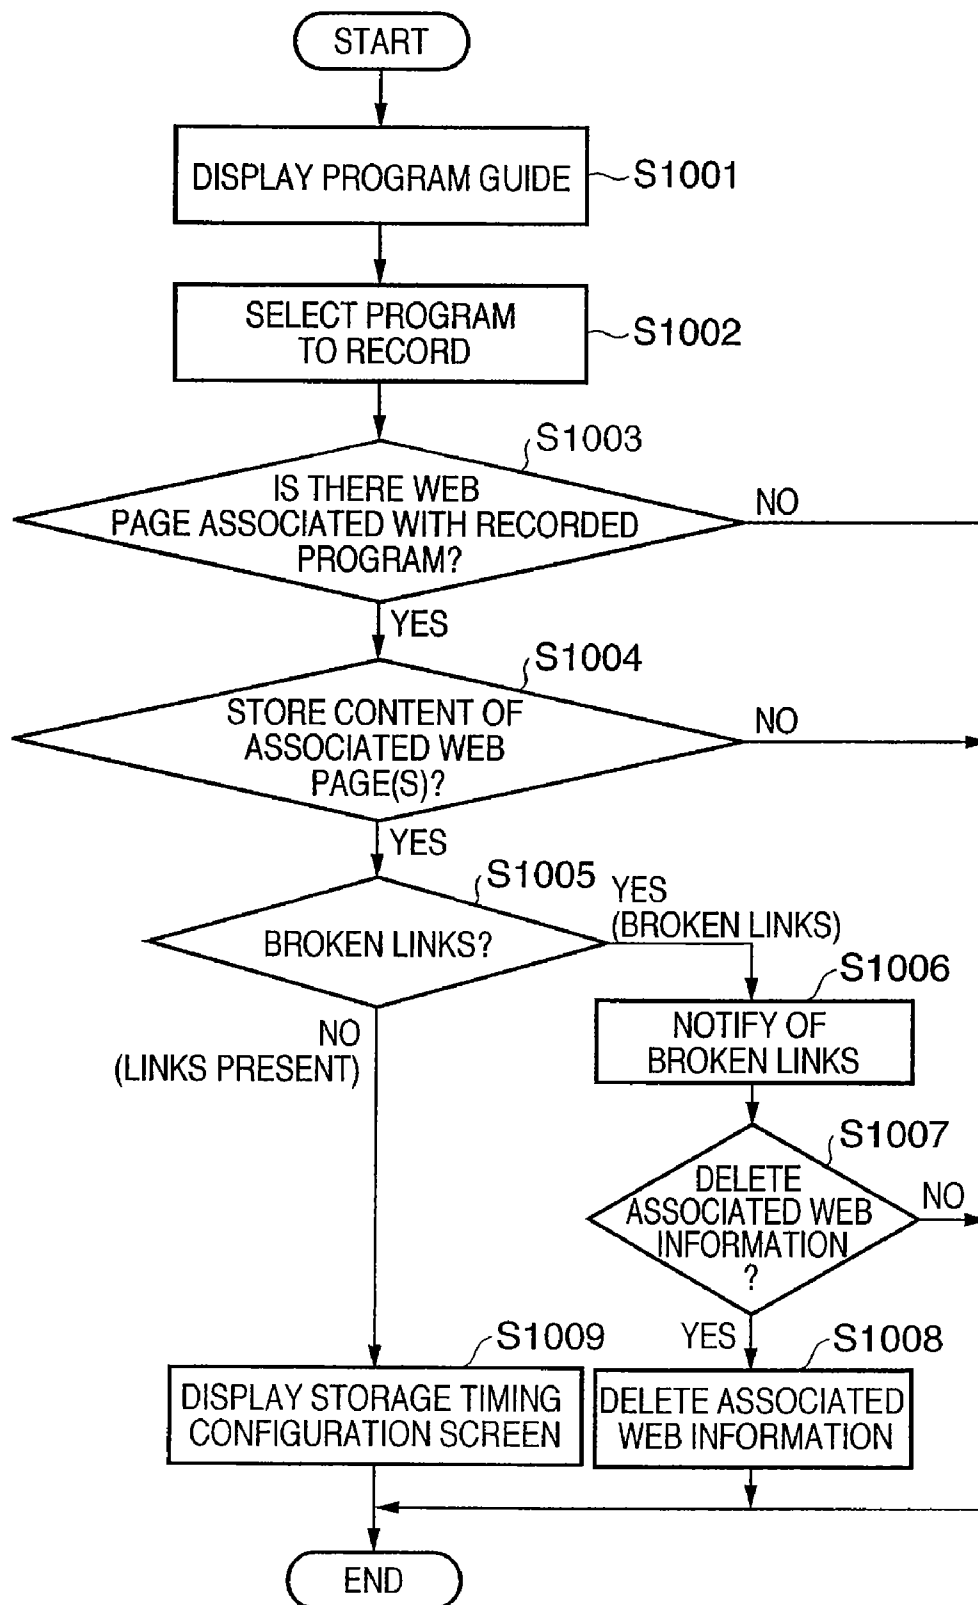 START
DISPLAY PROGRAM GUIDE
S1001
SELECT PROGRAM
TO RECORD
S1002
S1003
IS THERE WEB
PAGE ASSOCIATED WITH RECORDED
PROGRAM?
NO
YES
S1004
STORE CONTENT OF
ASSOCIATED WEB
PAGE(S)?
NO
YES
S1005
BROKEN LINKS?
YES
(BROKEN LINKS)
S1006
NOTIFY OF
BROKEN LINKS
NO
(LINKS PRESENT)
S1007
DELETE
ASSOCIATED WEB
INFORMATION
?
NO
YES
S1009
DISPLAY STORAGE TIMING
CONFIGURATION SCREEN
S1008
DELETE ASSOCIATED
WEB INFORMATION
END